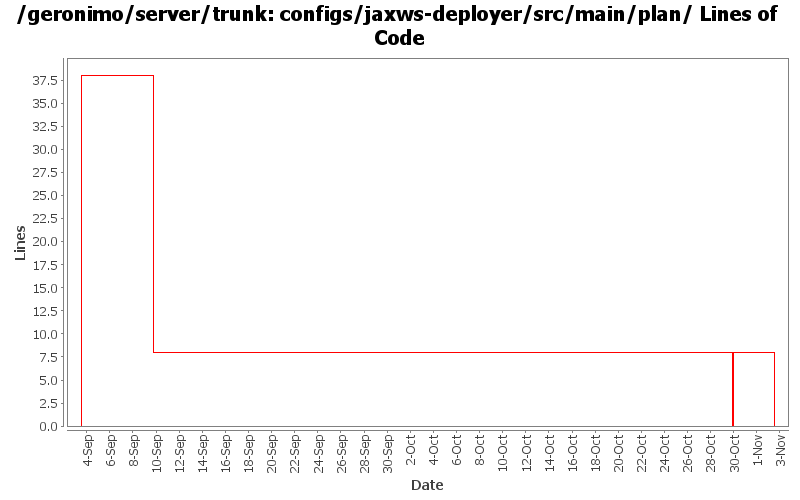 /geronimo/server/trunk: configs/jaxws-deployer/src/main/plan/ Lines of
Code
37.5
35.0
32.5
30.0
27.5
25.0
22.5
20.0
17.5
15.0
12.5
10.0
7.5
5.0
2.5
0.0
Lines
4-Sep
6-Sep
8-Sep
10-Sep
12-Sep
14-Sep
16-Sep
18-Sep
20-Sep
22-Sep
24-Sep
26-Sep
28-Sep
30-Sep
2-Oct
4-Oct
6-Oct
8-Oct
10-Oct
12-Oct
14-Oct
16-Oct
18-Oct
20-Oct
22-Oct
24-Oct
26-Oct
28-Oct
30-Oct
1-Nov
3-Nov
Date